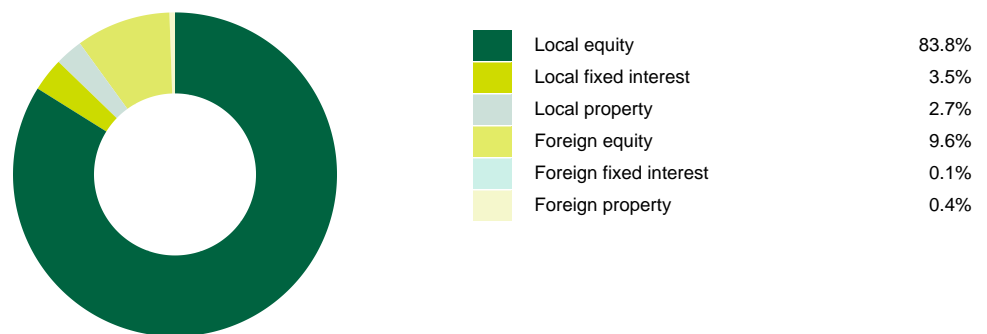 Local equity 83.8%
Local fixed interest 3.5%
Local property 2.7%
Foreign equity 9.6%
Foreign fixed interest 0.1%
Foreign property 0.4%